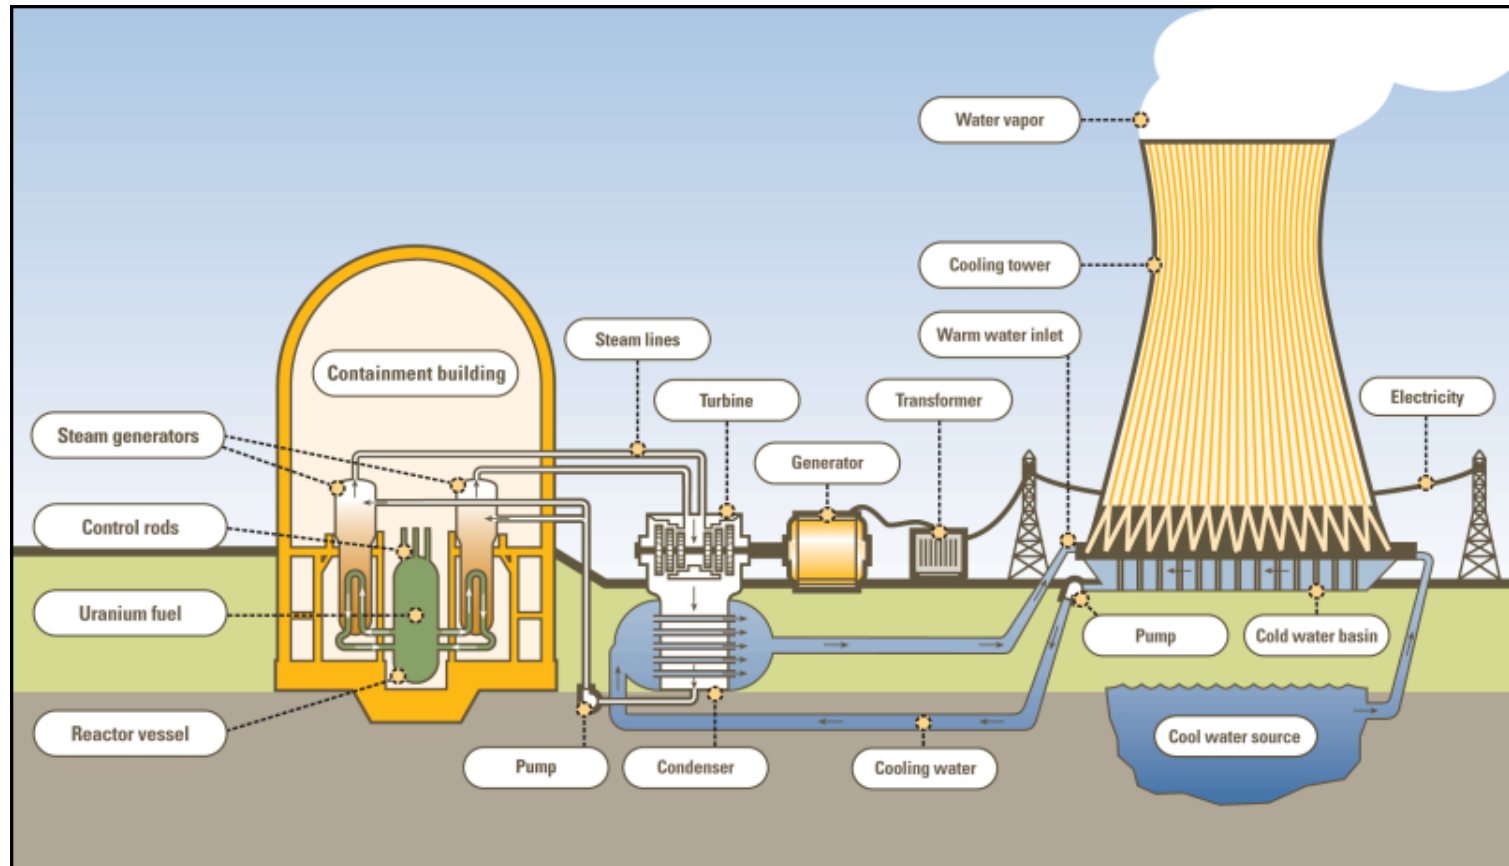 Water vapor
Cooling tower
Steam lines
Warm water inlet
Containment building
Turbine
Transformer
Electricity
Steam generators
Generator
Control rods
Uranium fuel
Pump
Cold water basin
Reactor vessel
Cool water source
Pump
Condenser
Cooling water